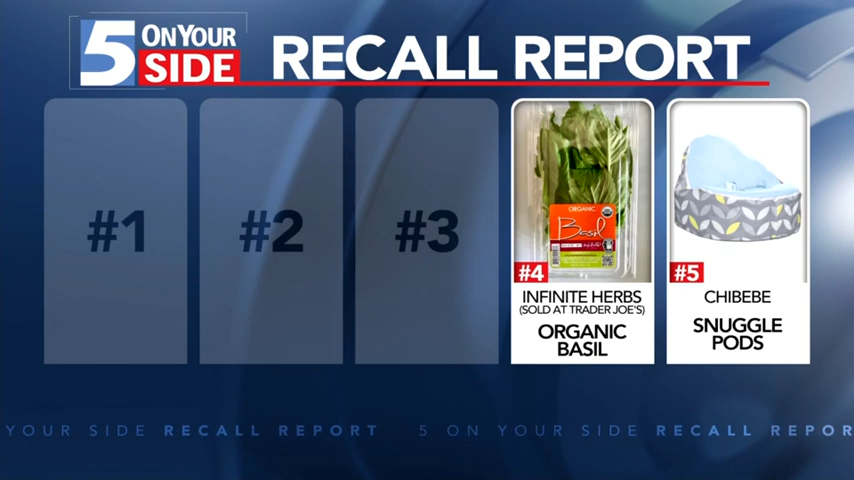 5 ON YOUR SIDE
RECALL REPORT
#1
#2
#3
ORGANIC
Basil
#4
INFINITE HERBS
(SOLD AT TRADER JOE'S)
ORGANIC
BASIL
#5
CHIBEBE
SNUGGLE
PODS
YOUR SIDE RECALL REPORT 5 ON YOUR SIDE RECALL REPOR